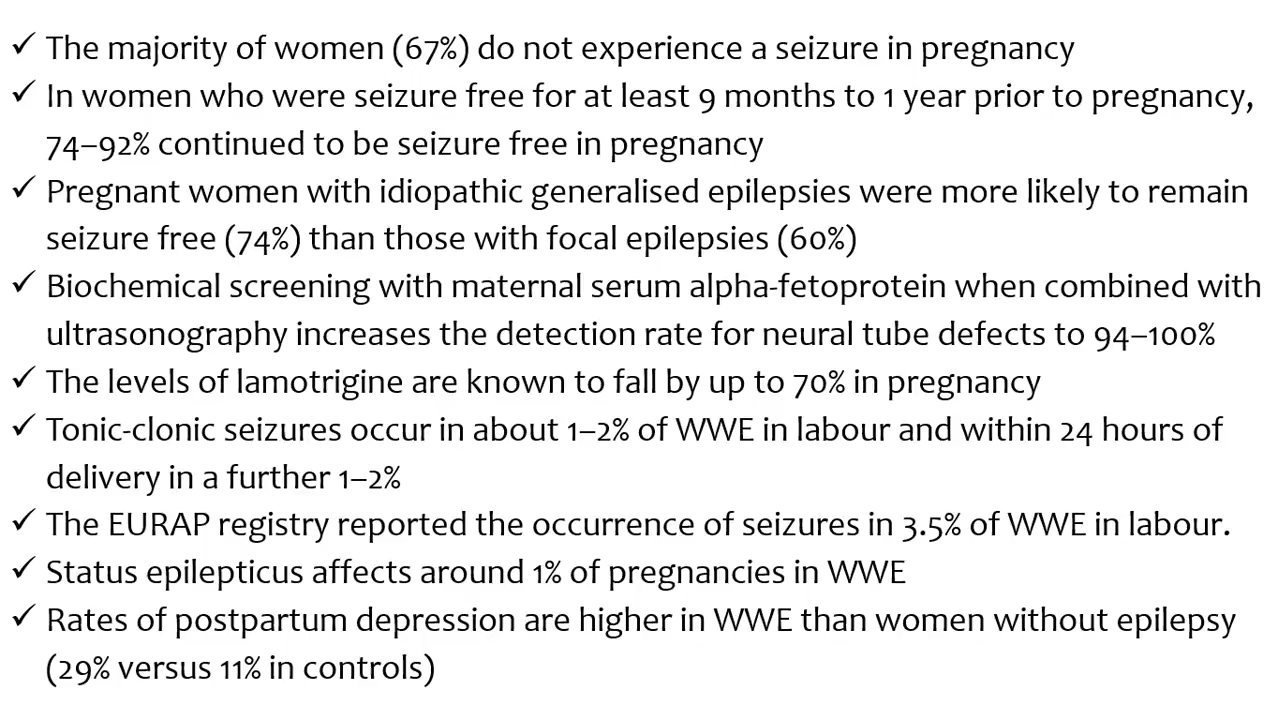 ✓ The majority of women (67%) do not experience a seizure in pregnancy
✓ In women who were seizure free for at least 9 months to 1 year prior to pregnancy,
74–92% continued to be seizure free in pregnancy
✓ Pregnant women with idiopathic generalised epilepsies were more likely to remain
seizure free (74%) than those with focal epilepsies (60%)
✓ Biochemical screening with maternal serum alpha-fetoprotein when combined with
ultrasonography increases the detection rate for neural tube defects to 94–100%
✓ The levels of lamotrigine are known to fall by up to 70% in pregnancy
✓ Tonic-clonic seizures occur in about 1–2% of WWE in labour and within 24 hours of
delivery in a further 1–2%
✓ The EURAP registry reported the occurrence of seizures in 3.5% of WWE in labour.
✓ Status epilepticus affects around 1% of pregnancies in WWE
✓ Rates of postpartum depression are higher in WWE than women without epilepsy
(29% versus 11% in controls)